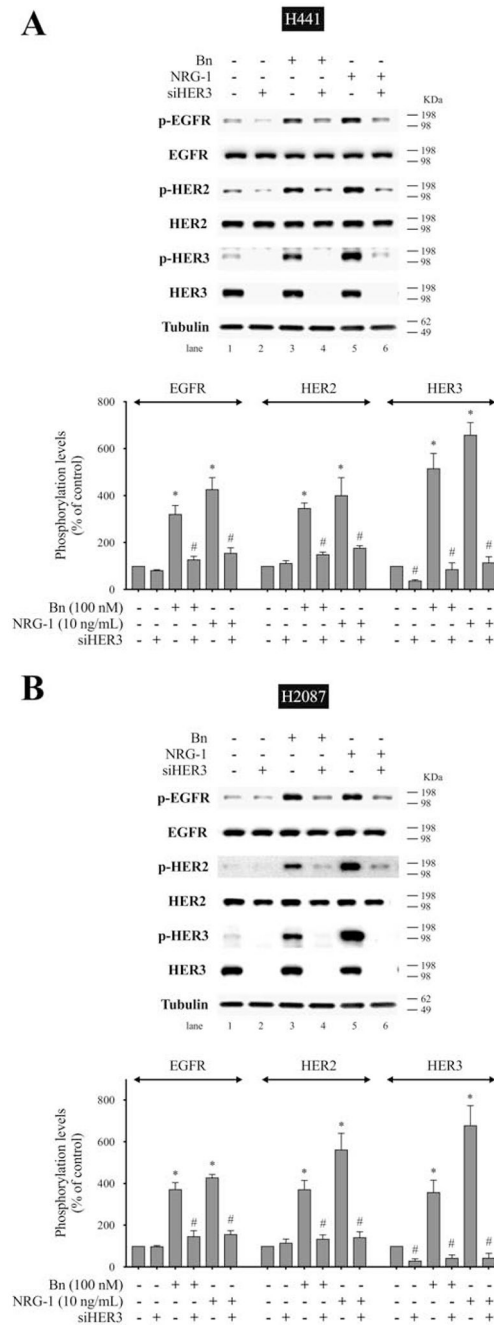 A
H441
Bn - - + + - -
NRG-1 - - - - + +
siHER3 - + - + - +
KDa
p-EGFR 198 98
EGFR 198 98
p-HER2 198 98
HER2 198 98
p-HER3 198 98
HER3 198 98
Tubulin 62 49
lane 1 2 3 4 5 6
EGFR HER2 HER3
Phosphorylation levels
(% of control)
800
600
400
200
100
0
* # * # * # * # # * # * #
Bn (100 nM) - - + + - - - - + + - - - - + + - -
NRG-1 (10 ng/mL) - - - - + + - - - - + + - - - - + +
siHER3 - + - + - + - + - + - + - + - + - +
B
H2087
Bn - - + + - -
NRG-1 - - - - + +
siHER3 - + - + - +
KDa
p-EGFR 198 98
EGFR 198 98
p-HER2 198 98
HER2 198 98
p-HER3 198 98
HER3 198 98
Tubulin 62 49
lane 1 2 3 4 5 6
EGFR HER2 HER3
Phosphorylation levels
(% of control)
800
600
400
200
100
0
* # * # * # * # # * # * #
Bn (100 nM) - - + + - - - - + + - - - - + + - -
NRG-1 (10 ng/mL) - - - - + + - - - - + + - - - - + +
siHER3 - + - + - + - + - + - + - + - + - +